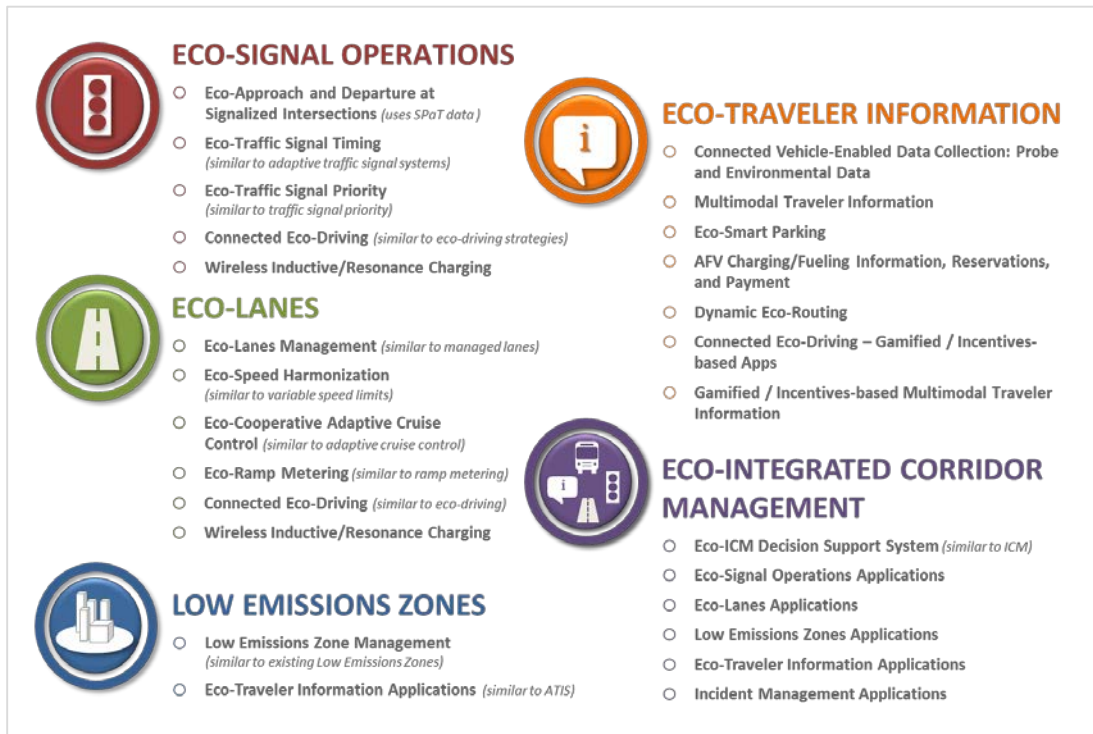 ECO-SIGNAL OPERATIONS
Eco-Approach and Departure at
Signalized Intersections (uses SPaT data )
Eco-Traffic Signal Timing
(similar to adaptive traffic signal systems)
Eco-Traffic Signal Priority
(similar to traffic signal priority)
Connected Eco-Driving (similar to eco-driving strategies)
Wireless Inductive/Resonance Charging
ECO-LANES
Eco-Lanes Management (similar to managed lanes)
Eco-Speed Harmonization
(similar to variable speed limits)
Eco-Cooperative Adaptive Cruise
Control (similar to adaptive cruise control)
Eco-Ramp Metering (similar to ramp metering)
Connected Eco-Driving (similar to eco-driving)
Wireless Inductive/Resonance Charging
LOW EMISSIONS ZONES
Low Emissions Zone Management
(similar to existing Low Emissions Zones)
Eco-Traveler Information Applications (similar to ATIS)
i
ECO-TRAVELER INFORMATION
Connected Vehicle-Enabled Data Collection: Probe
and Environmental Data
Multimodal Traveler Information
Eco-Smart Parking
AFV Charging/Fueling Information, Reservations,
and Payment
Dynamic Eco-Routing
Connected Eco-Driving – Gamified / Incentives-
based Apps
Gamified / Incentives-based Multimodal Traveler
Information
i
ECO-INTEGRATED CORRIDOR
MANAGEMENT
Eco-ICM Decision Support System (similar to ICM)
Eco-Signal Operations Applications
Eco-Lanes Applications
Low Emissions Zones Applications
Eco-Traveler Information Applications
Incident Management Applications